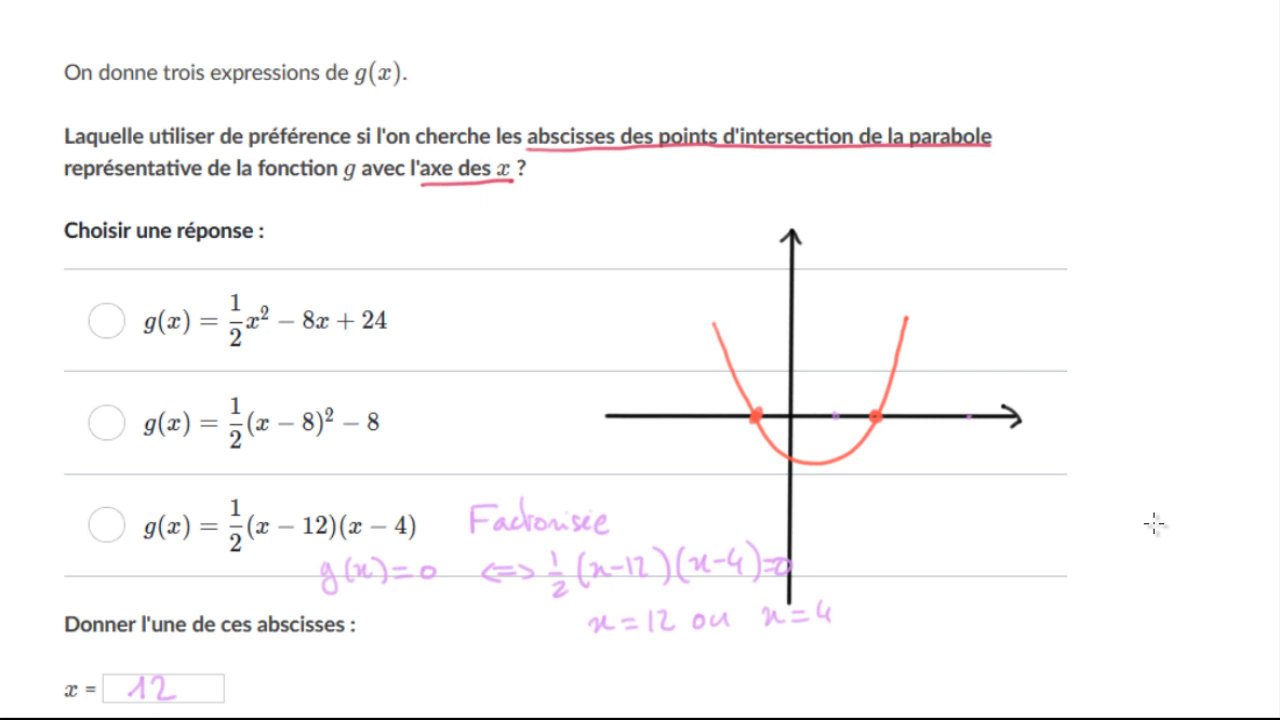 On donne trois expressions de g(x).
Laquelle utiliser de préférence si l'on cherche les abscisses des points d'intersection de la parabole
représentative de la fonction g avec l'axe des x ?
Choisir une réponse :
g(x) = 1/2 x² − 8x + 24
g(x) = 1/2 (x − 8)² − 8
g(x) = 1/2 (x − 12)(x − 4) Factorisée
g(x)=0 <=> 1/2 (x-12)(x-4)=0
x=12 ou x=4
Donner l'une de ces abscisses :
x = 12